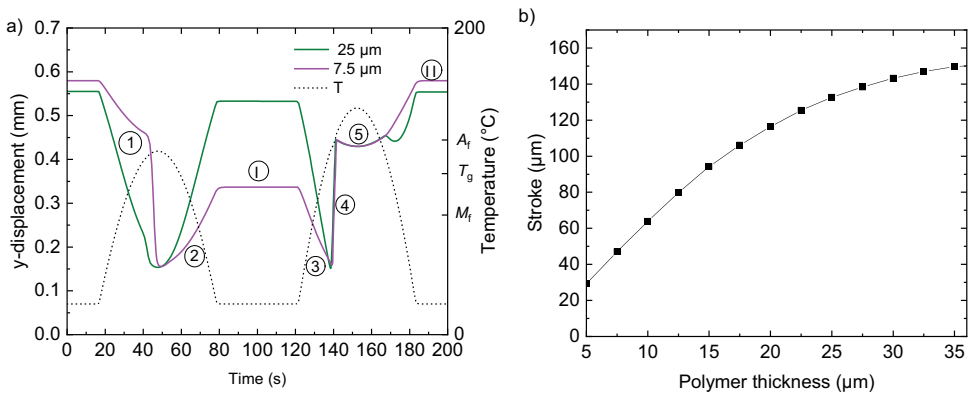 a)
0.7
0.6
0.5
0.4
0.3
0.2
0.1
0.0
y-displacement (mm)
25 µm
7.5 µm
T
1
2
I
3
4
5
II
200
A_f
T_g
M_f
0
Temperature (°C)
0 20 40 60 80 100 120 140 160 180 200
Time (s)
b)
160
140
120
100
80
60
40
20
0
Stroke (µm)
5 10 15 20 25 30 35
Polymer thickness (µm)